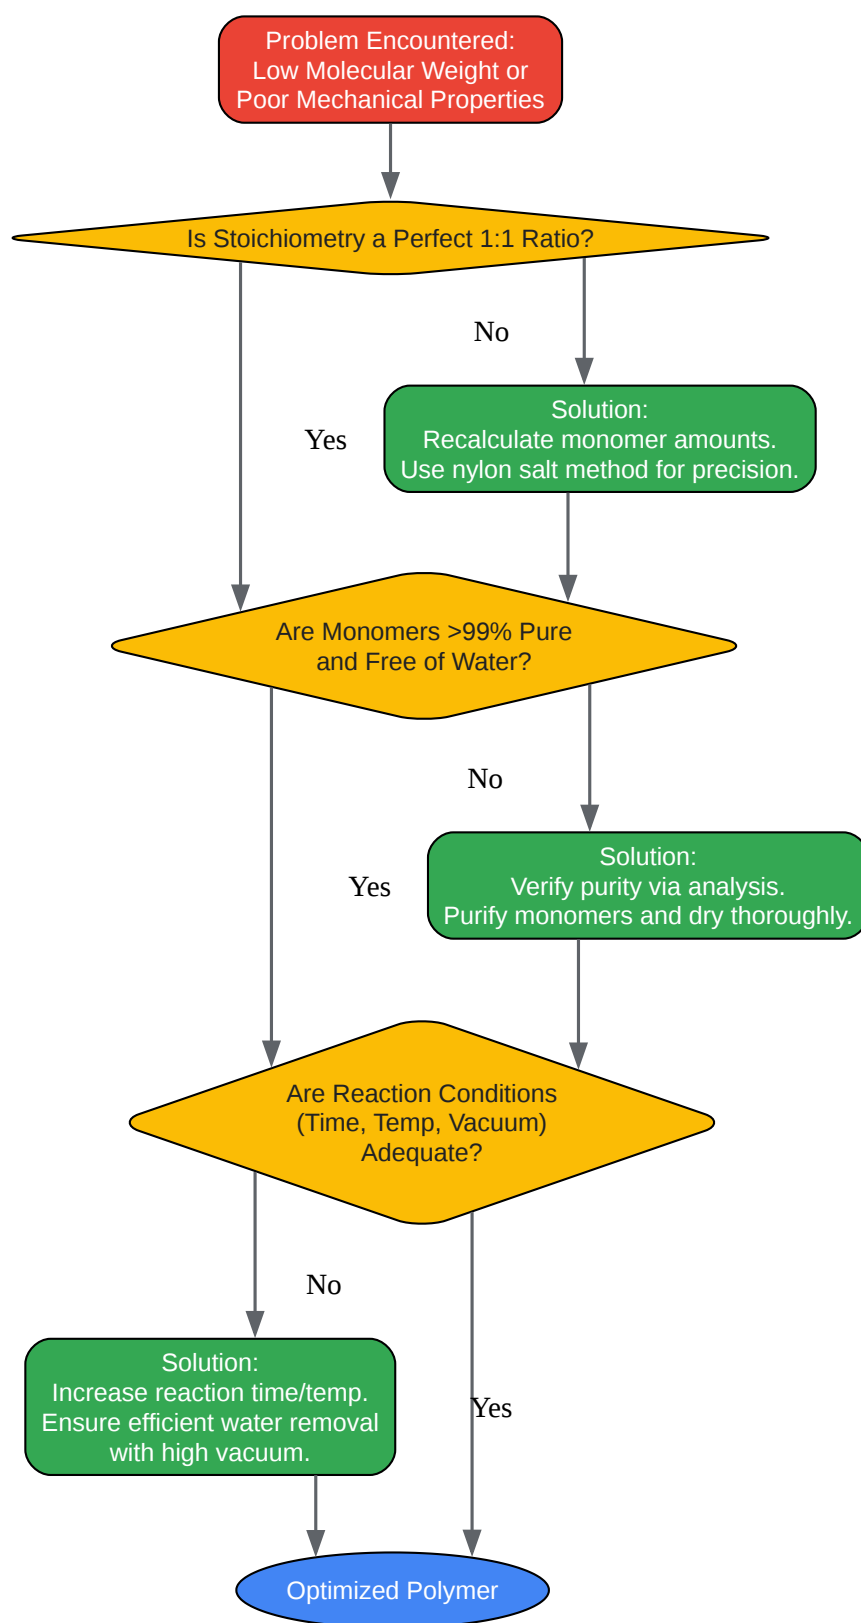 Problem Encountered:
Low Molecular Weight or
Poor Mechanical Properties
Is Stoichiometry a Perfect 1:1 Ratio?
No
Yes
Solution:
Recalculate monomer amounts.
Use nylon salt method for precision.
Are Monomers >99% Pure
and Free of Water?
No
Yes
Solution:
Verify purity via analysis.
Purify monomers and dry thoroughly.
Are Reaction Conditions
(Time, Temp, Vacuum)
Adequate?
No
Solution:
Increase reaction time/temp.
Ensure efficient water removal
with high vacuum.
Yes
Optimized Polymer